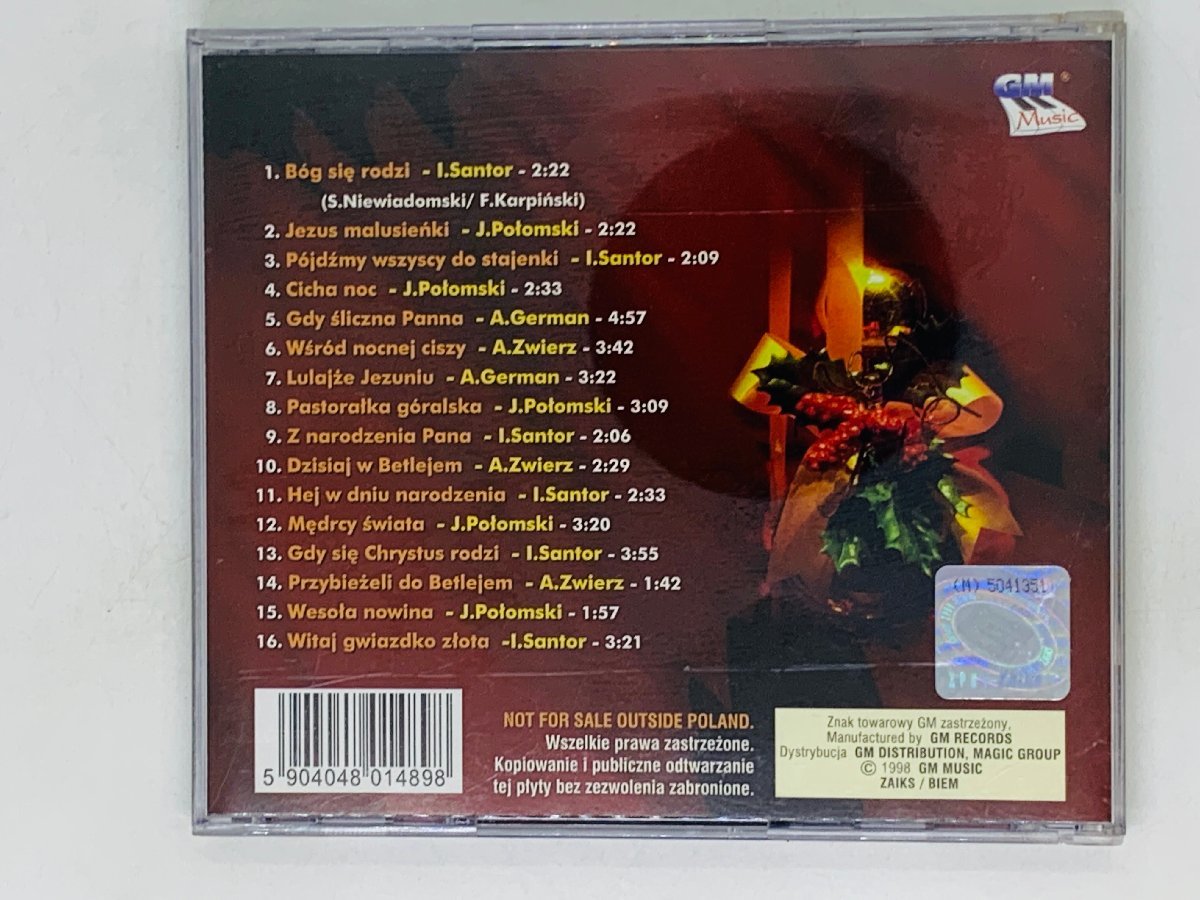 GM ®
Music
1. Bóg się rodzi - I.Santor - 2:22
(S.Niewiadomski/ F.Karpiński)
2. Jezus malusieńki - J.Połomski - 2:22
3. Pójdźmy wszyscy do stajenki - I.Santor - 2:09
4. Cicha noc - J.Połomski - 2:33
5. Gdy śliczna Panna - A.German - 4:57
6. Wśród nocnej ciszy - A.Zwierz - 3:42
7. Lulajże Jezuniu - A.German - 3:22
8. Pastorałka góralska - J.Połomski - 3:09
9. Z narodzenia Pana - I.Santor - 2:06
10. Dzisiaj w Betlejem - A.Zwierz - 2:29
11. Hej w dniu narodzenia - I.Santor - 2:33
12. Mędrcy świata - J.Połomski - 3:20
13. Gdy się Chrystus rodzi - I.Santor - 3:55
14. Przybieżeli do Betlejem - A.Zwierz - 1:42
15. Wesoła nowina - J.Połomski - 1:57
16. Witaj gwiazdko złota -I.Santor - 3:21
(M) 5041351
5 904048 014898
NOT FOR SALE OUTSIDE POLAND.
Wszelkie prawa zastrzeżone.
Kopiowanie i publiczne odtwarzanie
tej płyty bez zezwolenia zabronione.
Znak towarowy GM zastrzeżony,
Manufactured by GM RECORDS
Dystrybucja GM DISTRIBUTION, MAGIC GROUP
© 1998 GM MUSIC
ZAIKS / BIEM